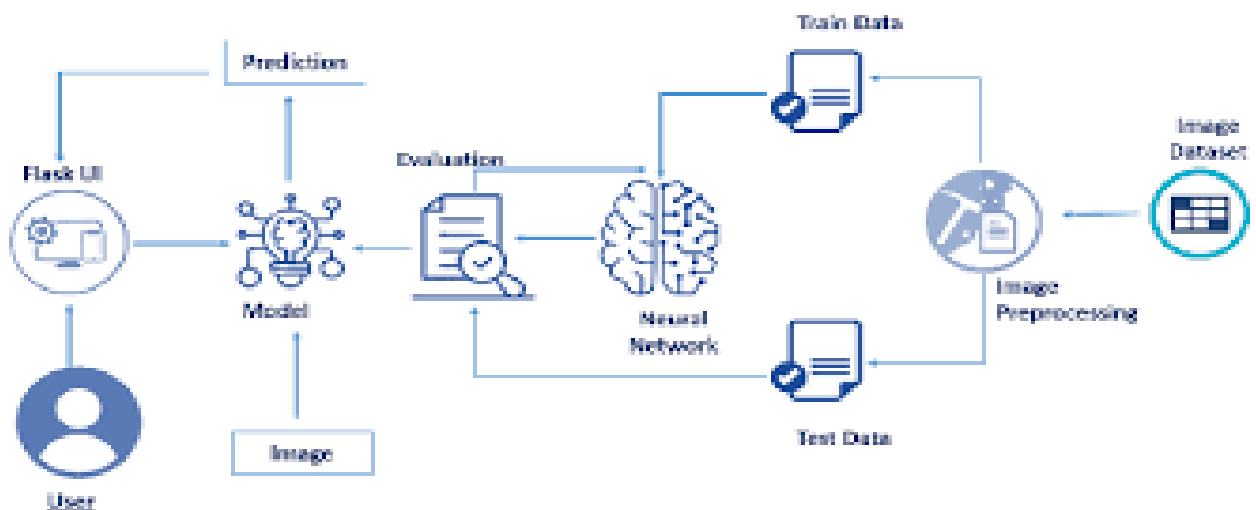 Train Data
Prediction
Image
Dataset
Evaluation
Flask UI
Image
Preprocessing
Model
Neural
Network
Test Data
Image
User